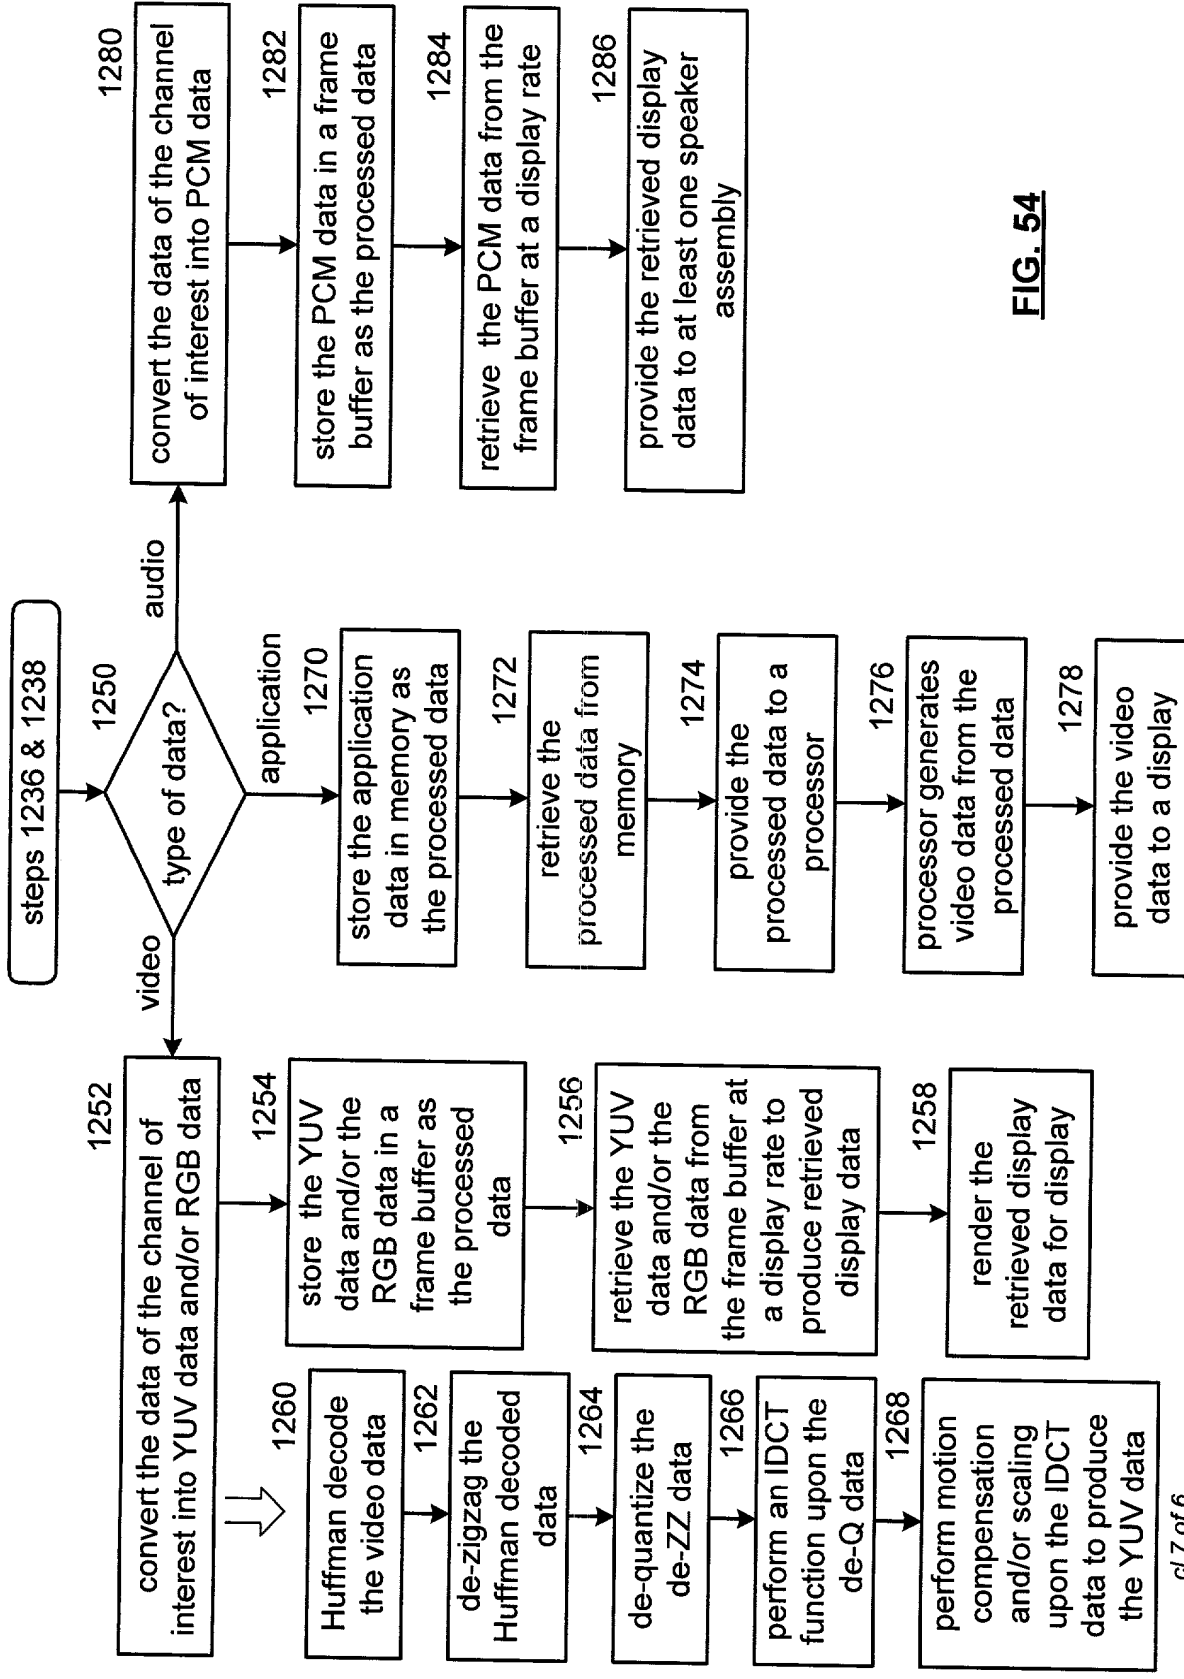 steps 1236 & 1238
1250
type of data?
video
application
audio
1252
convert the data of the channel of
interest into YUV data and/or RGB data
1254
store the YUV
data and/or the
RGB data in a
frame buffer as
the processed
data
1256
retrieve the YUV
data and/or the
RGB data from
the frame buffer at
a display rate to
produce retrieved
display data
1258
render the
retrieved display
data for display
1260
Huffman decode
the video data
1262
de-zigzag the
Huffman decoded
data
1264
de-quantize the
de-ZZ data
1266
perform an IDCT
function upon the
de-Q data
1268
perform motion
compensation
and/or scaling
upon the IDCT
data to produce
the YUV data
cl 7 of 6
1270
store the application
data in memory as
the processed data
1272
retrieve the
processed data from
memory
1274
provide the
processed data to a
processor
1276
processor generates
video data from the
processed data
1278
provide the video
data to a display
1280
convert the data of the channel
of interest into PCM data
1282
store the PCM data in a frame
buffer as the processed data
1284
retrieve the PCM data from the
frame buffer at a display rate
1286
provide the retrieved display
data to at least one speaker
assembly
FIG. 54